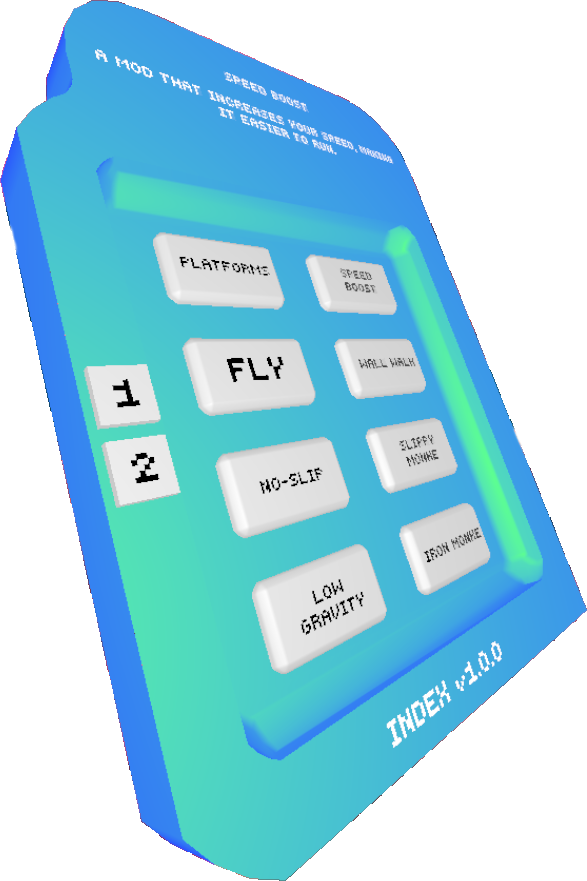 SPEED BOOST
A MOD THAT INCREASES YOUR SPEED, MAKING
IT EASIER TO RUN.
PLATFORMS
SPEED
BOOST
FLY
WALL WALK
1
2
NO-SLIP
SLIPPY
MONKE
LOW
GRAVITY
IRON MONKE
INDEX v1.0.0